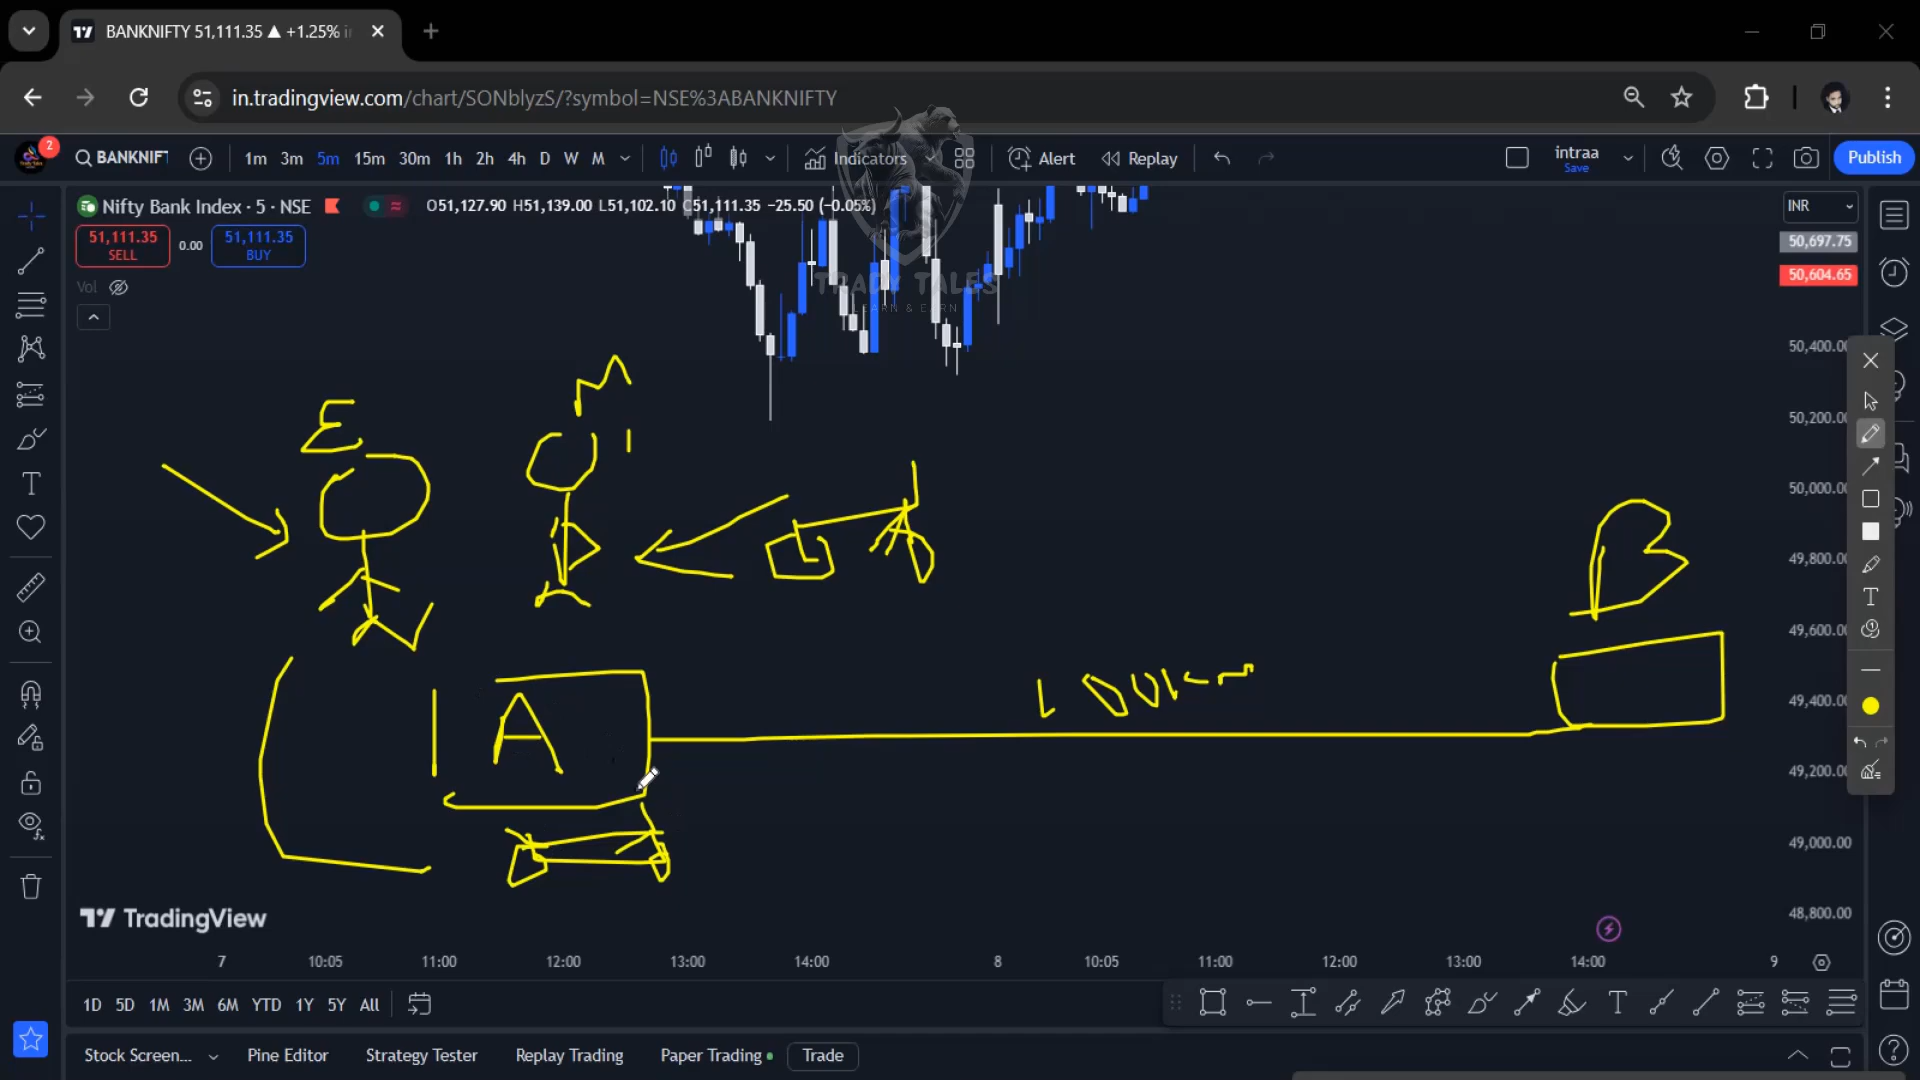 BANKNIFTY 51,111.35 ▲ +1.25% i
in.tradingview.com/chart/SONblyzS/?symbol=NSE%3ABANKNIFTY
2
BANKNIFT
1m 3m 5m 15m 30m 1h 2h 4h D W M
Indicators
Alert
Replay
intraa
Save
Publish
Nifty Bank Index · 5 · NSE
O51,127.90 H51,139.00 L51,102.10 C51,111.35 −25.50 (−0.05%)
INR
51,111.35
SELL
0.00
51,111.35
BUY
50,697.75
50,604.65
Vol
TRADY TALES
LEARN & EARN
50,400.00
50,200.00
50,000.00
49,800.00
49,600.00
49,400.00
49,200.00
49,000.00
48,800.00
E
M
B
A
100km
TradingView
7 10:05 11:00 12:00 13:00 14:00 8 10:05 11:00 12:00 13:00 14:00 9
1D 5D 1M 3M 6M YTD 1Y 5Y All
Stock Screen... Pine Editor Strategy Tester Replay Trading Paper Trading Trade